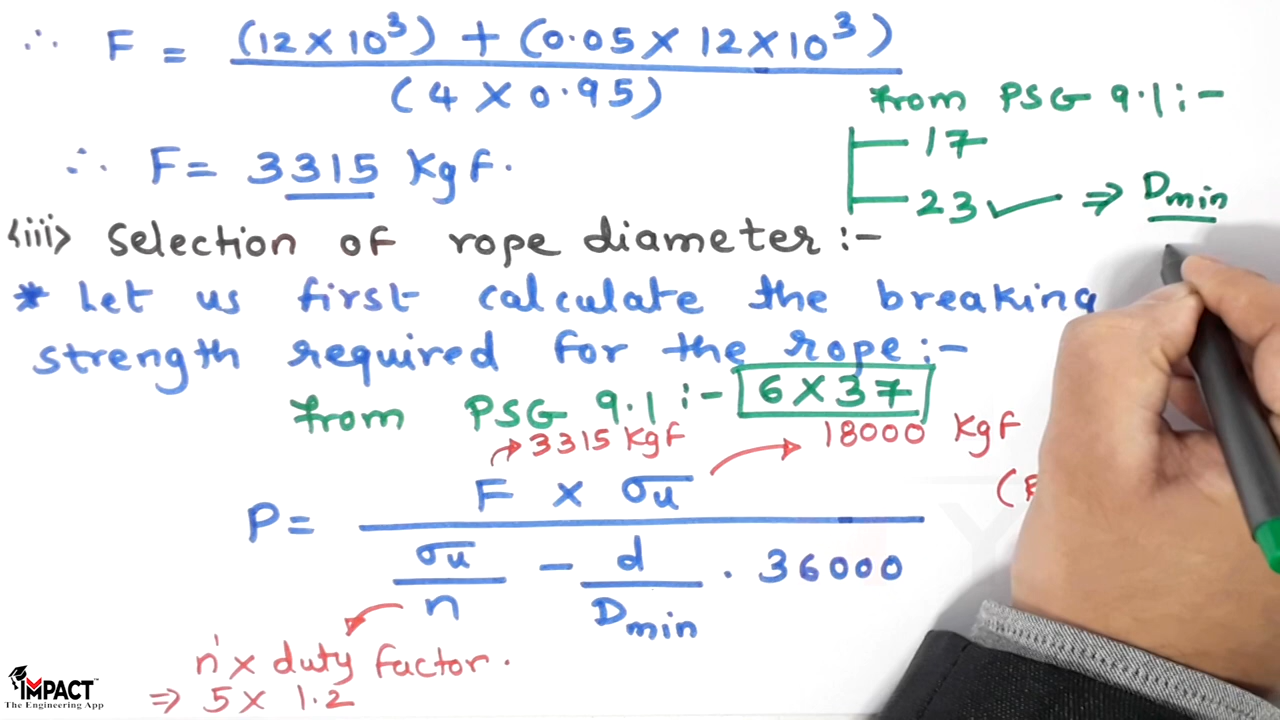 ∴ F = (12×10³) + (0.05×12×10³) / (4×0.95)
from PSG 9.1 :-
17
∴ F = 3315 Kgf.
23 ✓ ⇒ Dmin
<iii> Selection of rope diameter :-
* Let us first calculate the breaking
strength required for the rope :-
from PSG 9.1 :- 6×37
→ 3315 Kgf
18000 Kgf
P = F × σu / σu/n - d/Dmin . 36000
n' × duty factor.
⇒ 5 × 1.2
IMPACT
The Engineering App